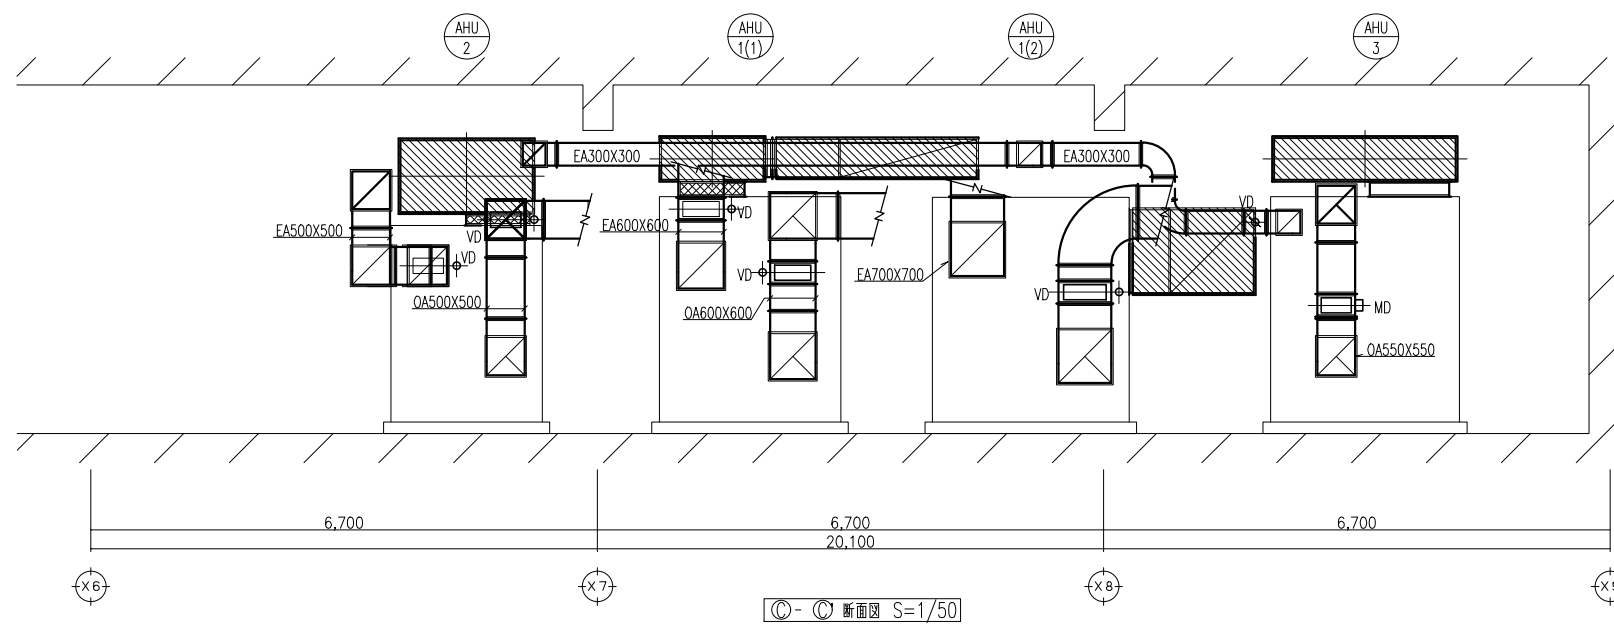 AHU
2
AHU
1(1)
AHU
1(2)
AHU
3
EA300X300
EA300X300
EA500X500
VD
VD
EA600X600
VD
EA700X700
VD
OA500X500
VD
OA600X600
VD
MD
OA550X550
6,700
6,700
6,700
20,100
X6
X7
X8
X9
C - C' 断面図 S=1/50